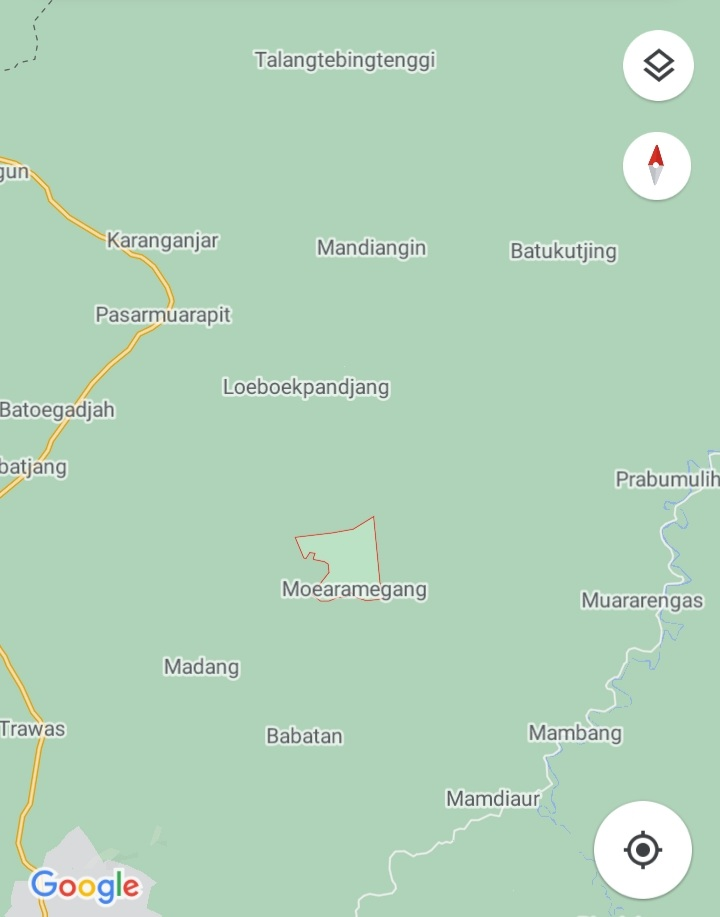 Talangtebingtenggi
gun
Karanganjar
Mandiangin
Batukutjing
Pasarmuarapit
Loeboekpandjang
Batoegadjah
batjang
Prabumulih
Moearamegang
Muararengas
Madang
Trawas
Babatan
Mambang
Mamdiaur
Google